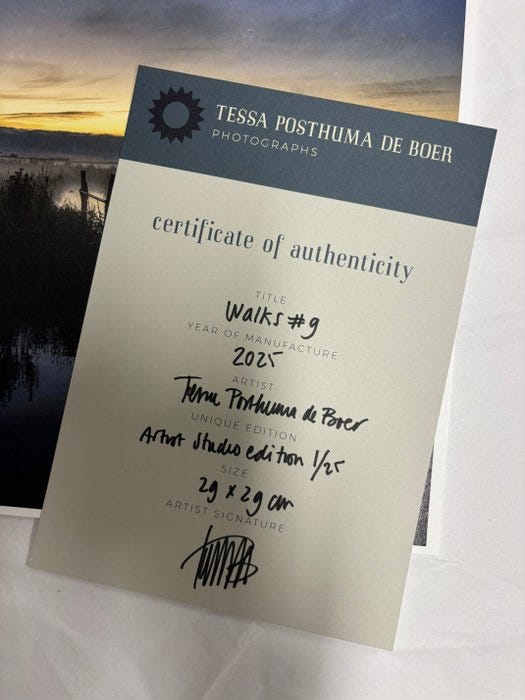 TESSA POSTHUMA DE BOER
PHOTOGRAPHS
certificate of authenticity
TITLE
Walks #9
YEAR OF MANUFACTURE
2025
ARTIST
Tessa Posthuma de Boer
UNIQUE EDITION
Artist Studio edition 1/25
SIZE
29 x 29 cm
ARTIST SIGNATURE